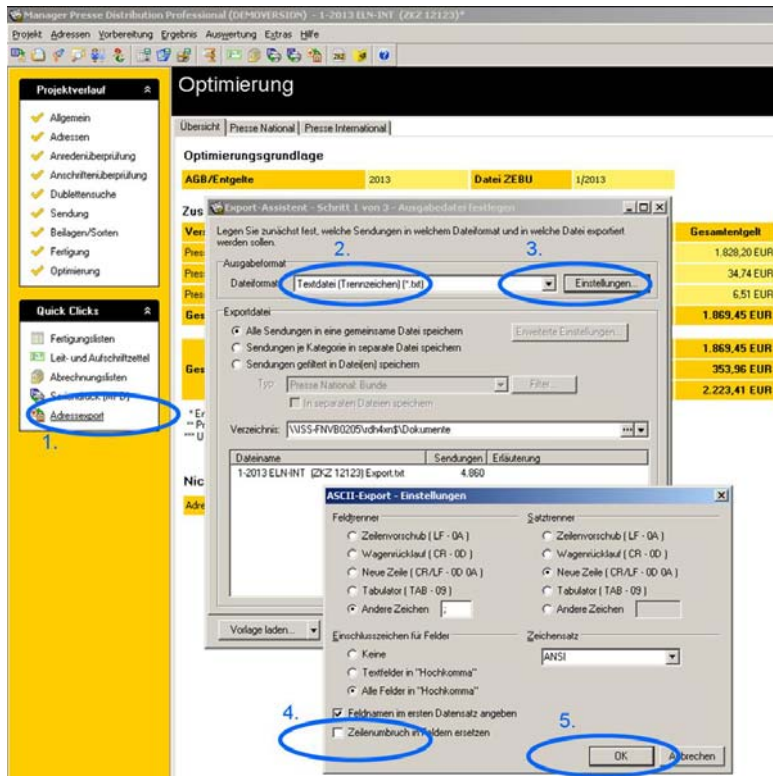 Manager Presse Distribution Professional (DEMOVERSION) - 1-2013 ELN-INT (ZKZ 12123)*
Projekt Adressen Vorbereitung Ergebnis Auswertung Extras Hilfe
Projektverlauf
Allgemein
Adressen
Anredenüberprüfung
Anschriftenüberprüfung
Dublettensuche
Sendung
Beilagen/Sorten
Fertigung
Optimierung
Quick Clicks
Fertigungslisten
Leit- und Aufschriftzettel
Abrechnungslisten
Adressexport
1.
Optimierung
Übersicht Presse National Presse International
Optimierungsgrundlage
AGB/Entgelte 2013 Datei ZEBU 1/2013
Gesamtentgelt
1.828,20 EUR
34,74 EUR
6,51 EUR
1.869,45 EUR
1.869,45 EUR
353,96 EUR
2.223,41 EUR
Export-Assistent - Schritt 1 von 3 - Ausgabedatei festlegen
Legen Sie zunächst fest, welche Sendungen in welchem Dateiformat und in welche Datei exportiert
werden sollen.
2. 3.
Ausgabeformat
Dateiformat: Textdatei (Trennzeichen) (*.txt) Einstellungen...
Exportdatei
Alle Sendungen in eine gemeinsame Datei speichern Erweiterte Einstellungen...
Sendungen je Kategorie in separate Datei speichern
Sendungen gefiltert in Datei(en) speichern
Typ: Presse National: Bunde Filter...
In separaten Dateien speichern
Verzeichnis: \\ISS-FNVB0205\rdh4xn$\Dokumente
Dateiname Sendungen Erläuterung
1-2013 ELN-INT (ZKZ 12123) Export.txt 4.860
Vorlage laden...
ASCII-Export - Einstellungen
Feldtrenner Satztrenner
Zeilenvorschub ( LF - 0A ) Zeilenvorschub ( LF - 0A )
Wagenrücklauf ( CR - 0D ) Wagenrücklauf ( CR - 0D )
Neue Zeile ( CR/LF - 0D 0A ) Neue Zeile ( CR/LF - 0D 0A )
Tabulator ( TAB - 09 ) Tabulator ( TAB - 09 )
Andere Zeichen ; Andere Zeichen
Einschlusszeichen für Felder Zeichensatz
Keine ANSI
Textfelder in "Hochkomma"
Alle Felder in "Hochkomma"
Feldnamen im ersten Datensatz angeben
4. Zeilenumbruch in Feldern ersetzen
5.
OK Abbrechen